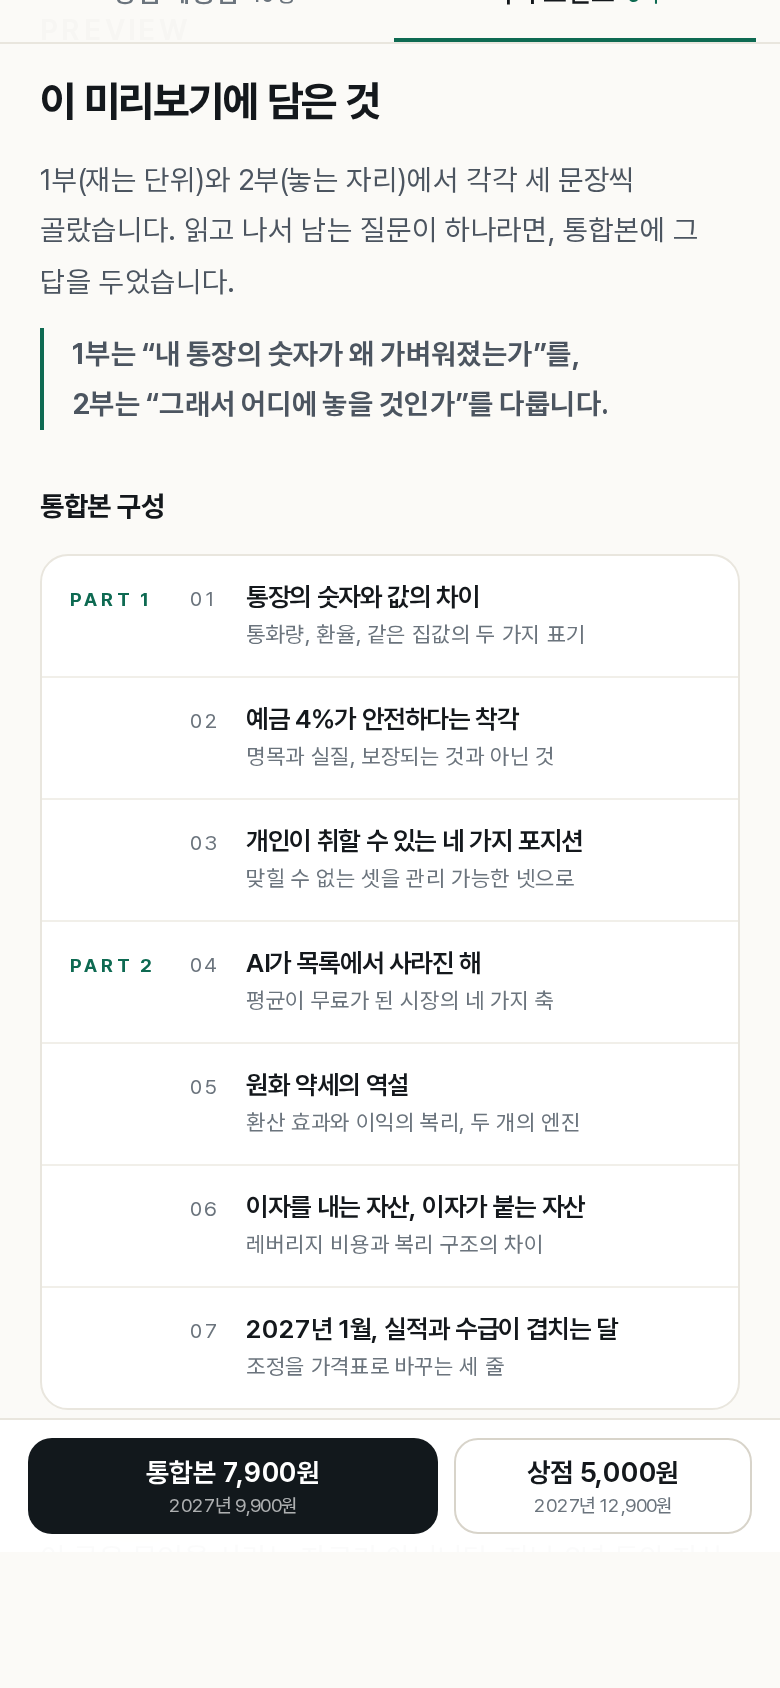 PREVIEW
이 미리보기에 담은 것
1부(재는 단위)와 2부(놓는 자리)에서 각각 세 문장씩
골랐습니다. 읽고 나서 남는 질문이 하나라면, 통합본에 그
답을 두었습니다.
1부는 “내 통장의 숫자가 왜 가벼워졌는가”를,
2부는 “그래서 어디에 놓을 것인가”를 다룹니다.
통합본 구성
PART 1 01 통장의 숫자와 값의 차이
통화량, 환율, 같은 집값의 두 가지 표기
02 예금 4%가 안전하다는 착각
명목과 실질, 보장되는 것과 아닌 것
03 개인이 취할 수 있는 네 가지 포지션
맞힐 수 없는 셋을 관리 가능한 넷으로
PART 2 04 AI가 목록에서 사라진 해
평균이 무료가 된 시장의 네 가지 축
05 원화 약세의 역설
환산 효과와 이익의 복리, 두 개의 엔진
06 이자를 내는 자산, 이자가 붙는 자산
레버리지 비용과 복리 구조의 차이
07 2027년 1월, 실적과 수급이 겹치는 달
조정을 가격표로 바꾸는 세 줄
통합본 7,900원
2027년 9,900원
상점 5,000원
2027년 12,900원